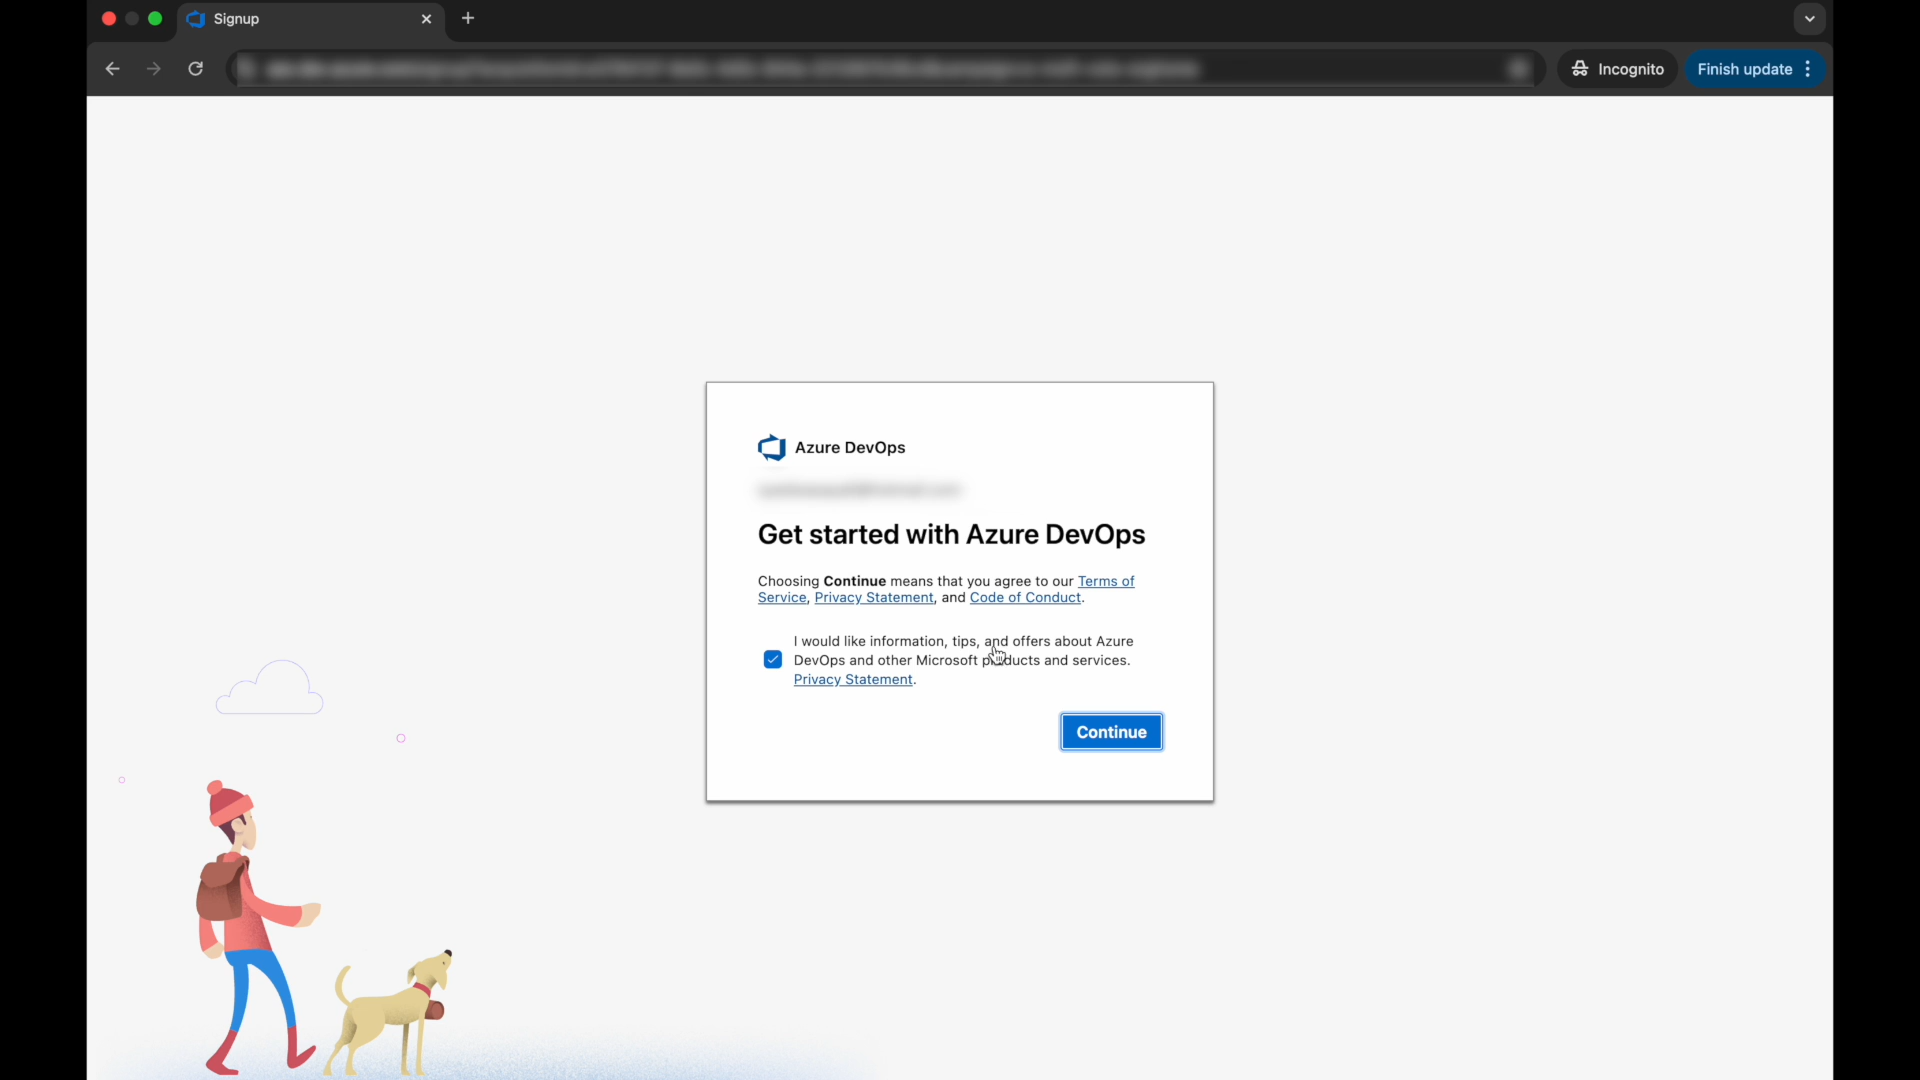 Signup
Incognito
Finish update
Azure DevOps
Get started with Azure DevOps
Choosing Continue means that you agree to our Terms of
Service, Privacy Statement, and Code of Conduct.
I would like information, tips, and offers about Azure
DevOps and other Microsoft products and services.
Privacy Statement.
Continue